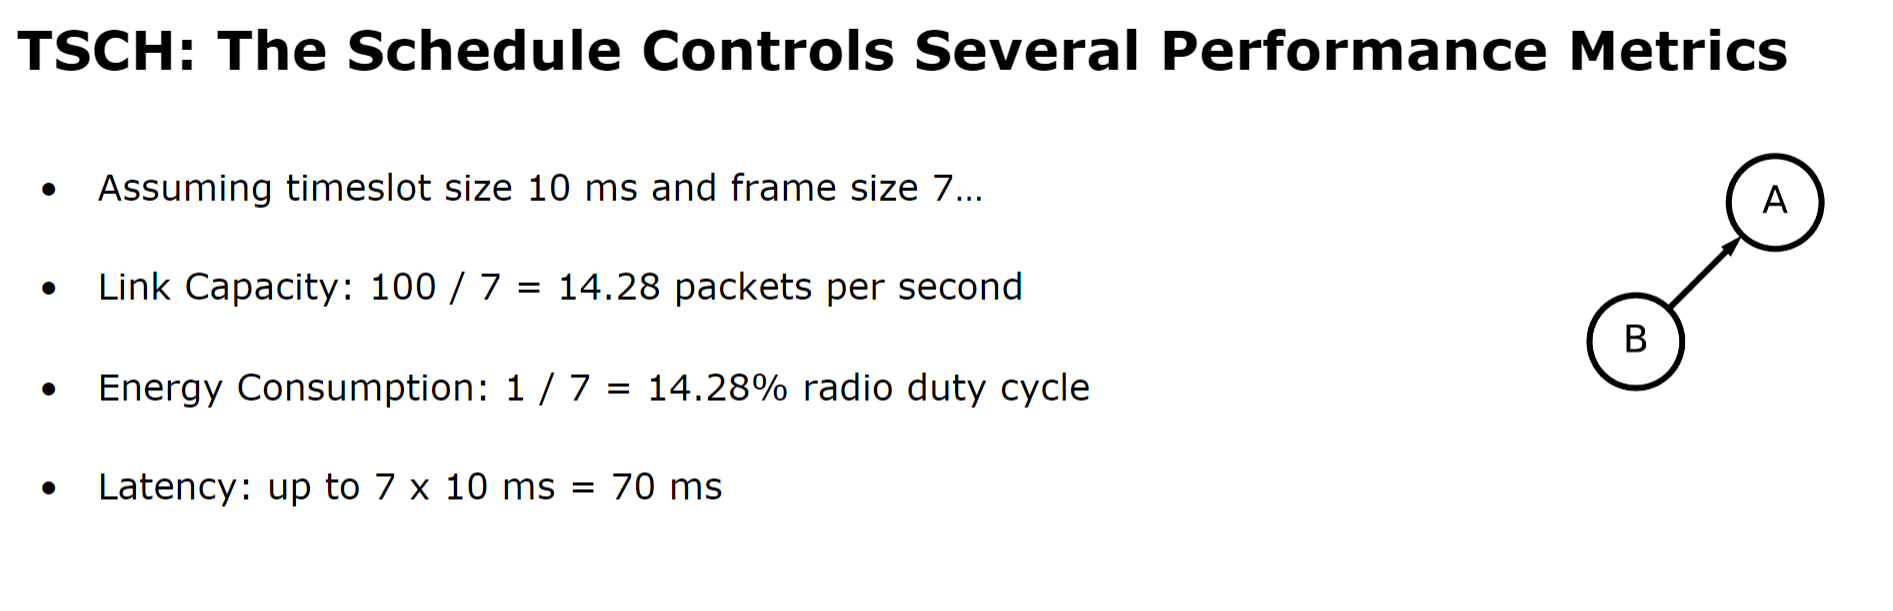 TSCH: The Schedule Controls Several Performance Metrics
• Assuming timeslot size 10 ms and frame size 7…
• Link Capacity: 100 / 7 = 14.28 packets per second
• Energy Consumption: 1 / 7 = 14.28% radio duty cycle
• Latency: up to 7 x 10 ms = 70 ms
A
B